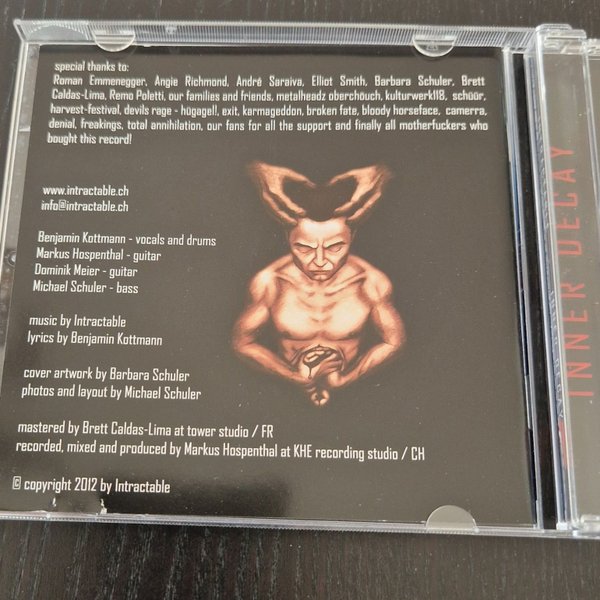 special thanks to:
Roman Emmenegger, Angie Richmond, André Saraiva, Elliot Smith, Barbara Schuler, Brett
Caldas-Lima, Remo Poletti, our families and friends, metalheadz oberchöuch, kulturwerk118, schüür,
harvest-festival, devils rage - hügagel!, exit, karmageddon, broken fate, bloody horseface, camerra,
denial, freakings, total annihilation, our fans for all the support and finally all motherfuckers who
bought this record!
www.intractable.ch
info@intractable.ch
Benjamin Kottmann - vocals and drums
Markus Hospenthal - guitar
Dominik Meier - guitar
Michael Schuler - bass
music by Intractable
lyrics by Benjamin Kottmann
cover artwork by Barbara Schuler
photos and layout by Michael Schuler
mastered by Brett Caldas-Lima at tower studio / FR
recorded, mixed and produced by Markus Hospenthal at KHE recording studio / CH
© copyright 2012 by Intractable
INNER DECAY